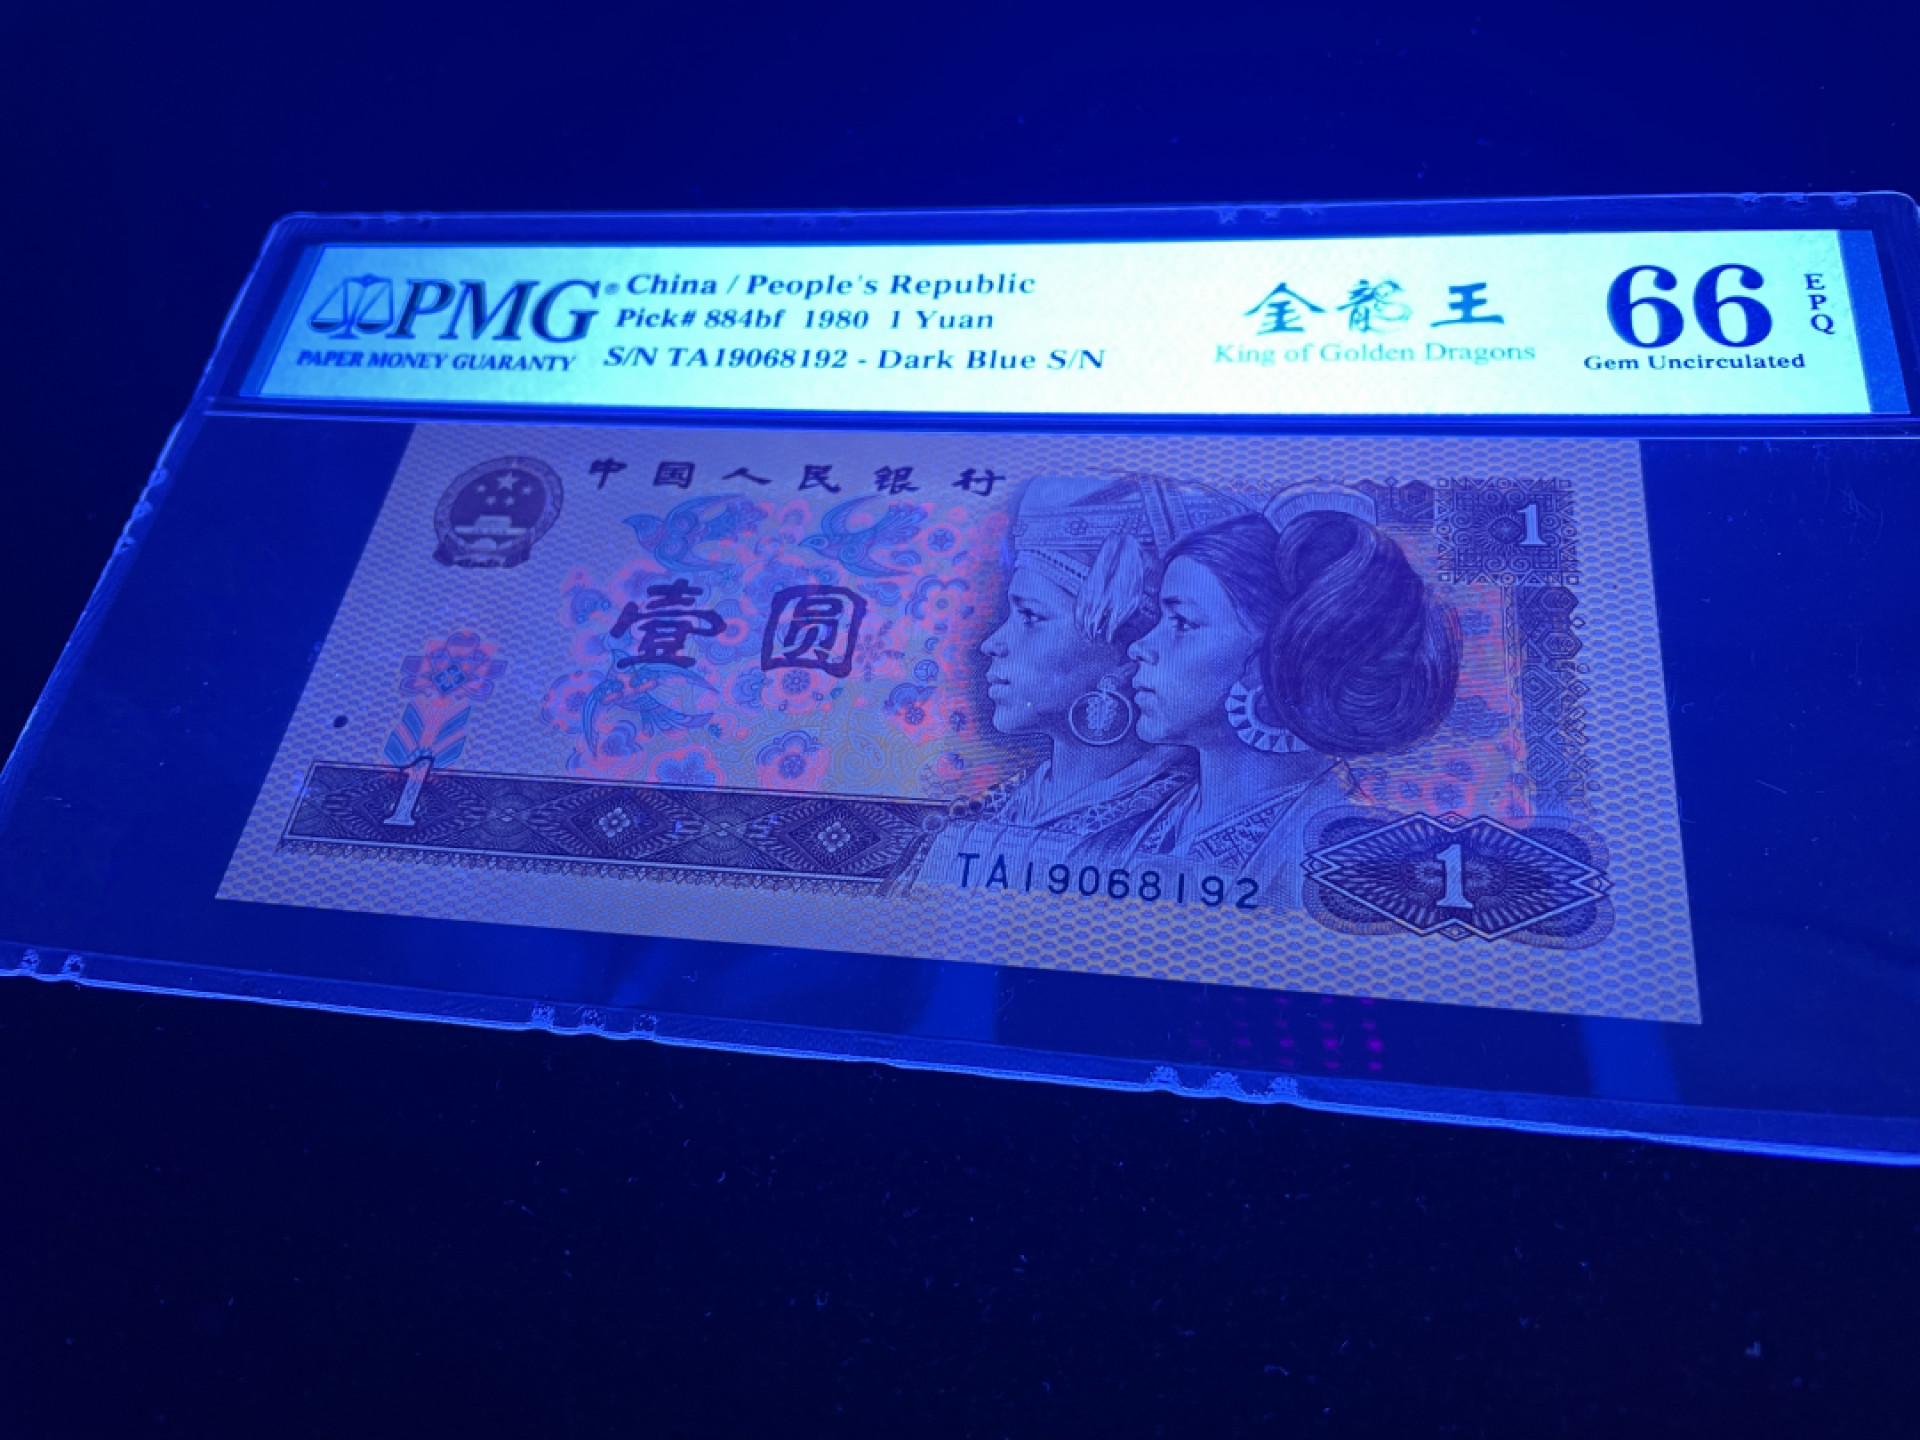 PMG®
PAPER MONEY GUARANTY
China / People's Republic
Pick# 884bf 1980 1 Yuan
S/N TA19068192 - Dark Blue S/N
金龍王
King of Golden Dragons
66
EPQ
Gem Uncirculated
中国人民银行
1
壹圆
1
TA19068192
1